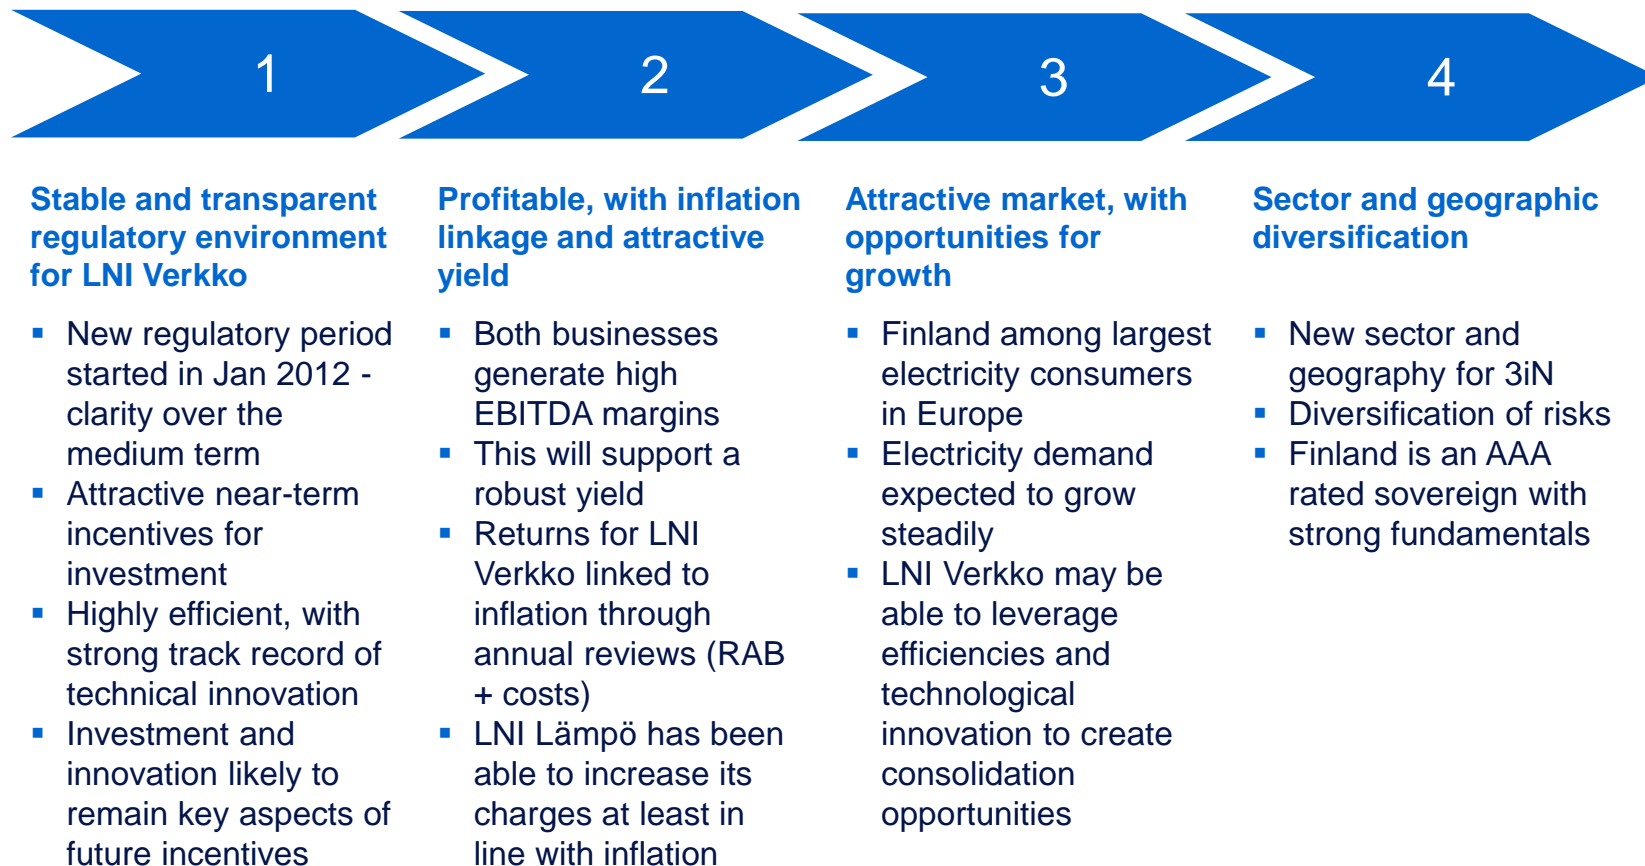 1
2
3
4
Stable and transparent
regulatory environment
for LNI Verkko
▪ New regulatory period
started in Jan 2012 -
clarity over the
medium term
▪ Attractive near-term
incentives for
investment
▪ Highly efficient, with
strong track record of
technical innovation
▪ Investment and
innovation likely to
remain key aspects of
future incentives
Profitable, with inflation
linkage and attractive
yield
▪ Both businesses
generate high
EBITDA margins
▪ This will support a
robust yield
▪ Returns for LNI
Verkko linked to
inflation through
annual reviews (RAB
+ costs)
▪ LNI Lämpö has been
able to increase its
charges at least in
line with inflation
Attractive market, with
opportunities for
growth
▪ Finland among largest
electricity consumers
in Europe
▪ Electricity demand
expected to grow
steadily
▪ LNI Verkko may be
able to leverage
efficiencies and
technological
innovation to create
consolidation
opportunities
Sector and geographic
diversification
▪ New sector and
geography for 3iN
▪ Diversification of risks
▪ Finland is an AAA
rated sovereign with
strong fundamentals